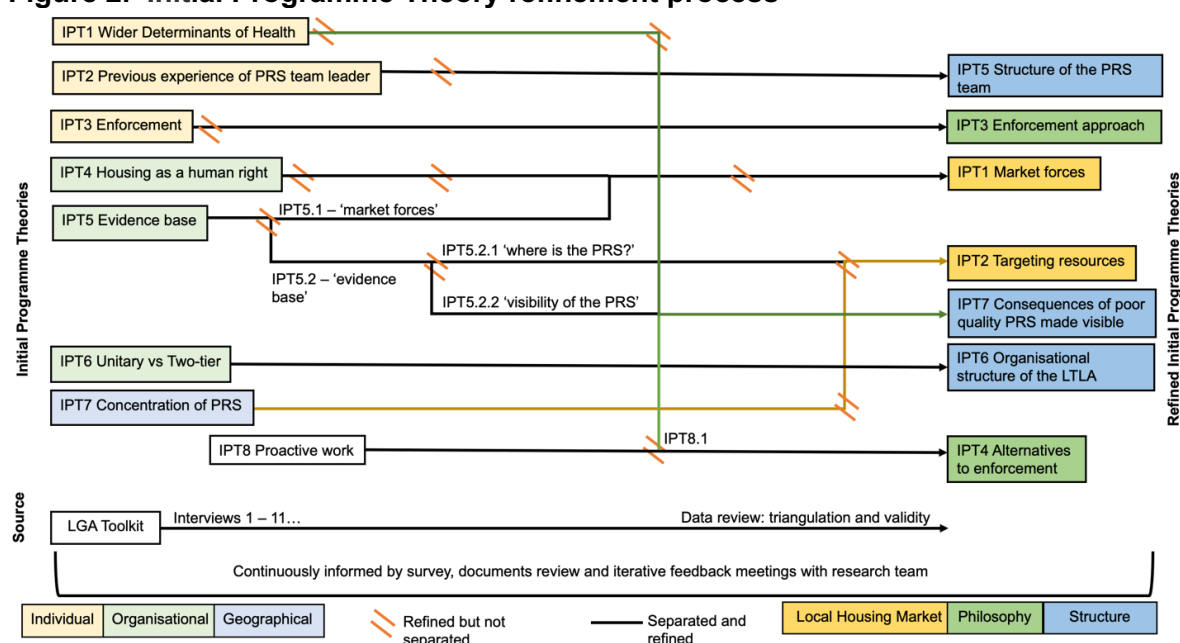 Figure 2: Initial Programme Theory refinement process
IPT1 Wider Determinants of Health
IPT2 Previous experience of PRS team leader
IPT5 Structure of the PRS
team
IPT3 Enforcement
IPT3 Enforcement approach
IPT4 Housing as a human right
IPT1 Market forces
IPT5 Evidence base
IPT5.1 – ‘market forces’
IPT5.2.1 ‘where is the PRS?’
IPT2 Targeting resources
IPT5.2 – ‘evidence
base’
IPT5.2.2 ‘visibility of the PRS’
IPT7 Consequences of poor
quality PRS made visible
IPT6 Unitary vs Two-tier
IPT6 Organisational
structure of the LTLA
IPT7 Concentration of PRS
IPT8 Proactive work
IPT8.1
IPT4 Alternatives
to enforcement
Initial Programme Theories
Refined Initial Programme Theories
Source
LGA Toolkit
Interviews 1 – 11…
Data review: triangulation and validity
Continuously informed by survey, documents review and iterative feedback meetings with research team
Individual
Organisational
Geographical
Refined but not
separated
Separated and
refined
Local Housing Market
Philosophy
Structure